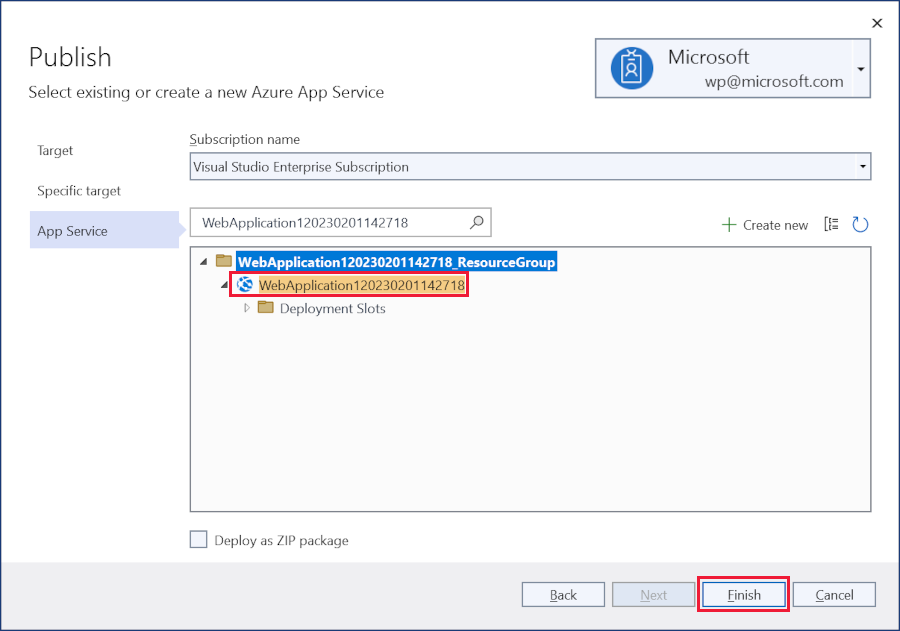 Publish
Select existing or create a new Azure App Service
Microsoft
wp@microsoft.com
Target
Specific target
App Service
Subscription name
Visual Studio Enterprise Subscription
WebApplication120230201142718
Create new
WebApplication120230201142718_ResourceGroup
WebApplication120230201142718
Deployment Slots
Deploy as ZIP package
Back
Next
Finish
Cancel